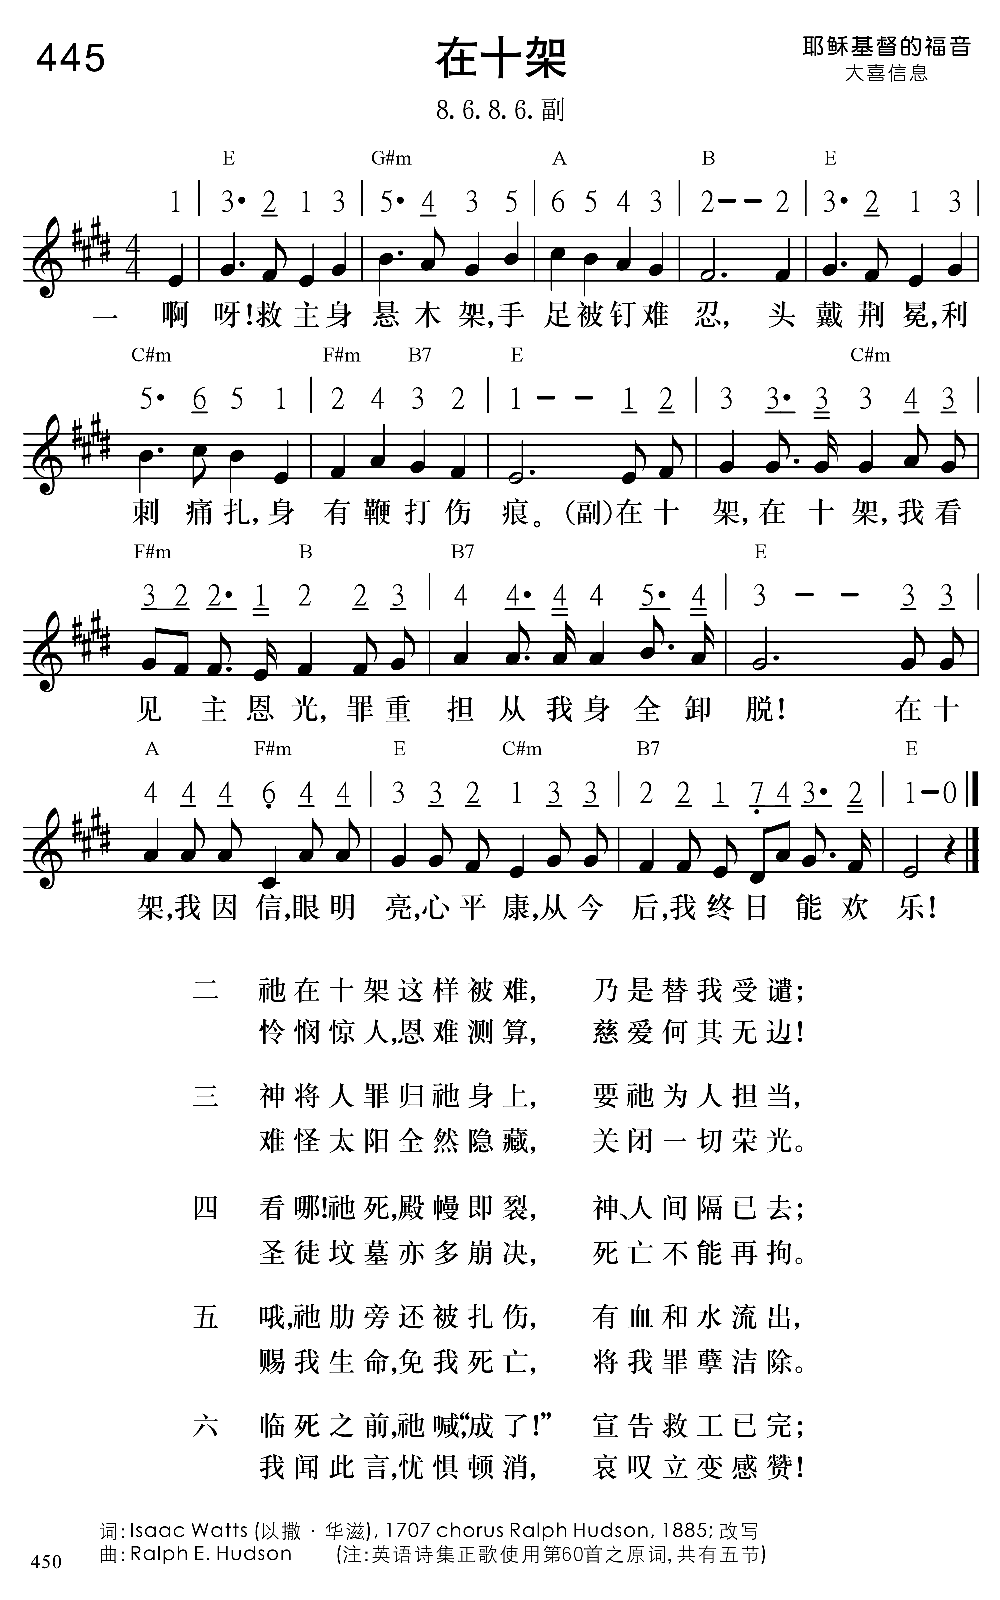 445
在十架
耶稣基督的福音
大喜信息
8.6.8.6.副
E G#m A B E
1 | 3• 2 1 3 | 5• 4 3 5 | 6 5 4 3 | 2 – – 2 | 3• 2 1 3 |
4/4
一 啊 呀!救主身 悬木架,手 足被钉难 忍, 头 戴荆冕,利
C#m F#m B7 E C#m
5• 6 5 1 | 2 4 3 2 | 1 – – 1 2 | 3 3• 3 3 4 3 |
刺 痛扎,身 有鞭打伤 痕。(副)在十 架,在十架,我看
F#m B B7 E
3 2 2• 1 2 2 3 | 4 4• 4 4 5• 4 | 3 – – 3 3 |
见 主恩光,罪重 担从我身全卸 脱! 在十
A F#m E C#m B7 E
4 4 4 6 4 4 | 3 3 2 1 3 3 | 2 2 1 7 4 3• 2 | 1 – 0 ‖
架,我因信,眼明 亮,心平康,从今 后,我终日能欢 乐!
二 祂在十架这样被难, 乃是替我受谴;
怜悯惊人,恩难测算, 慈爱何其无边!
三 神将人罪归祂身上, 要祂为人担当,
难怪太阳全然隐藏, 关闭一切荣光。
四 看哪!祂死,殿幔即裂, 神、人间隔已去;
圣徒坟墓亦多崩决, 死亡不能再拘。
五 哦,祂肋旁还被扎伤, 有血和水流出,
赐我生命,免我死亡, 将我罪孽洁除。
六 临死之前,祂喊,“成了!” 宣告救工已完;
我闻此言,忧惧顿消, 哀叹立变感赞!
词: Isaac Watts (以撒·华滋), 1707 chorus Ralph Hudson, 1885; 改写
曲: Ralph E. Hudson (注:英语诗集正歌使用第60首之原词,共有五节)
450